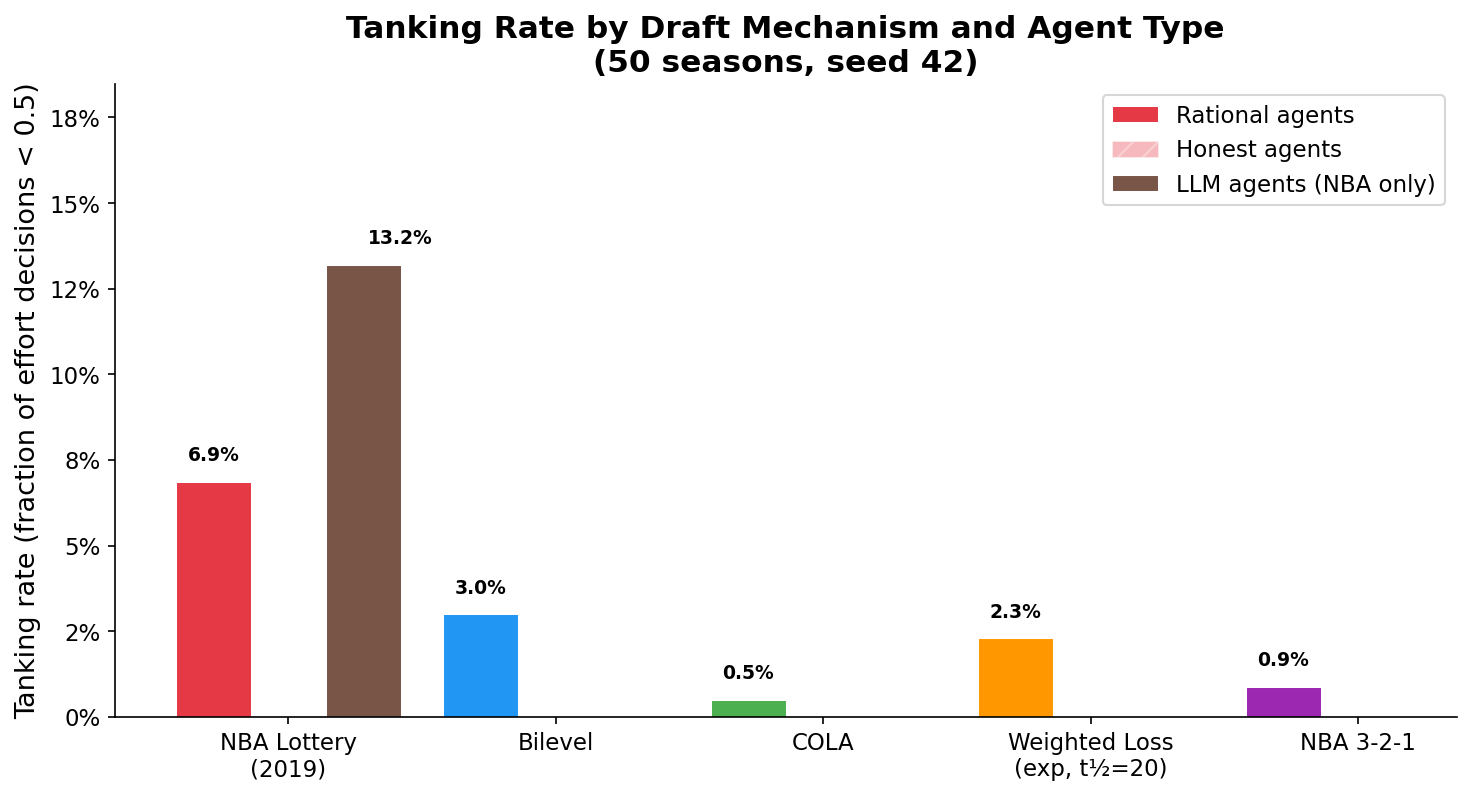 Tanking Rate by Draft Mechanism and Agent Type
(50 seasons, seed 42)
Tanking rate (fraction of effort decisions < 0.5)
18%
15%
12%
10%
8%
5%
2%
0%
Rational agents
Honest agents
LLM agents (NBA only)
6.9%
13.2%
3.0%
0.5%
2.3%
0.9%
NBA Lottery
(2019)
Bilevel
COLA
Weighted Loss
(exp, t½=20)
NBA 3-2-1